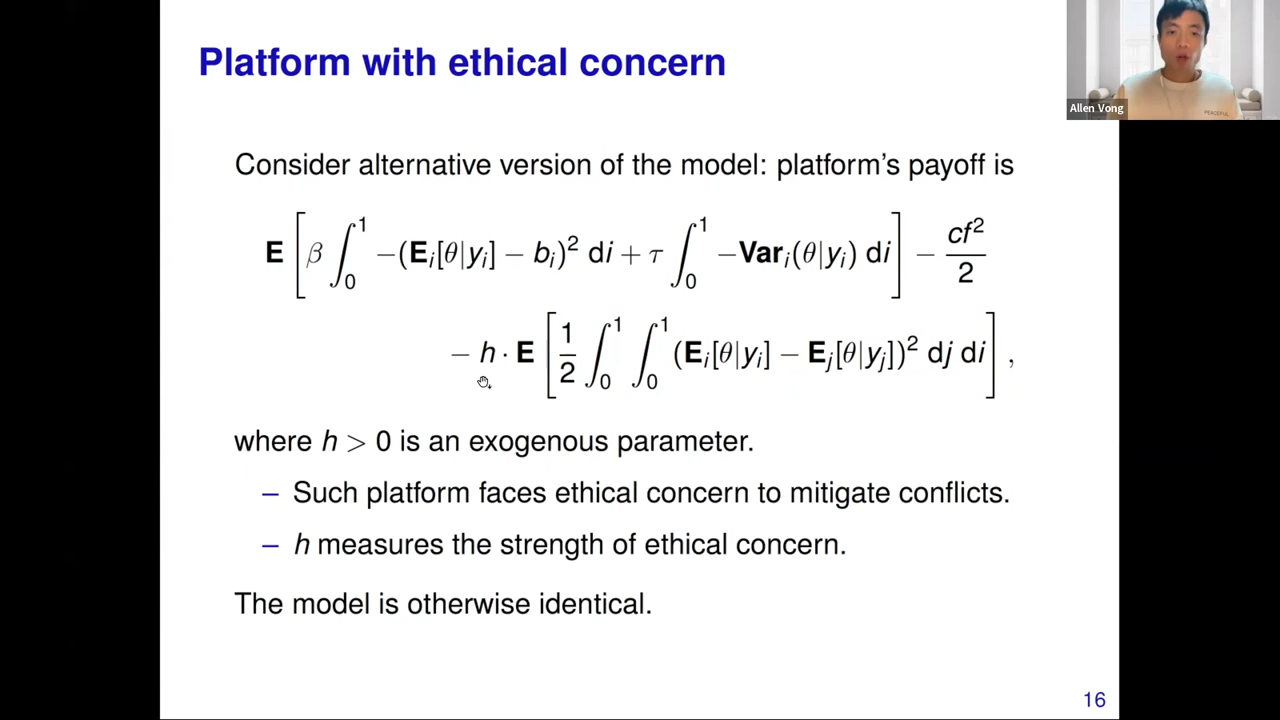 Platform with ethical concern
Allen Vong
PEACEFUL
Consider alternative version of the model: platform's payoff is
E [ β ∫₀¹ −(Eᵢ[θ|yᵢ] − bᵢ)² di + τ ∫₀¹ −Varᵢ(θ|yᵢ) di ] − cf²/2
− h · E [ 1/2 ∫₀¹ ∫₀¹ (Eᵢ[θ|yᵢ] − Eⱼ[θ|yⱼ])² dj di ] ,
where h > 0 is an exogenous parameter.
– Such platform faces ethical concern to mitigate conflicts.
– h measures the strength of ethical concern.
The model is otherwise identical.
16